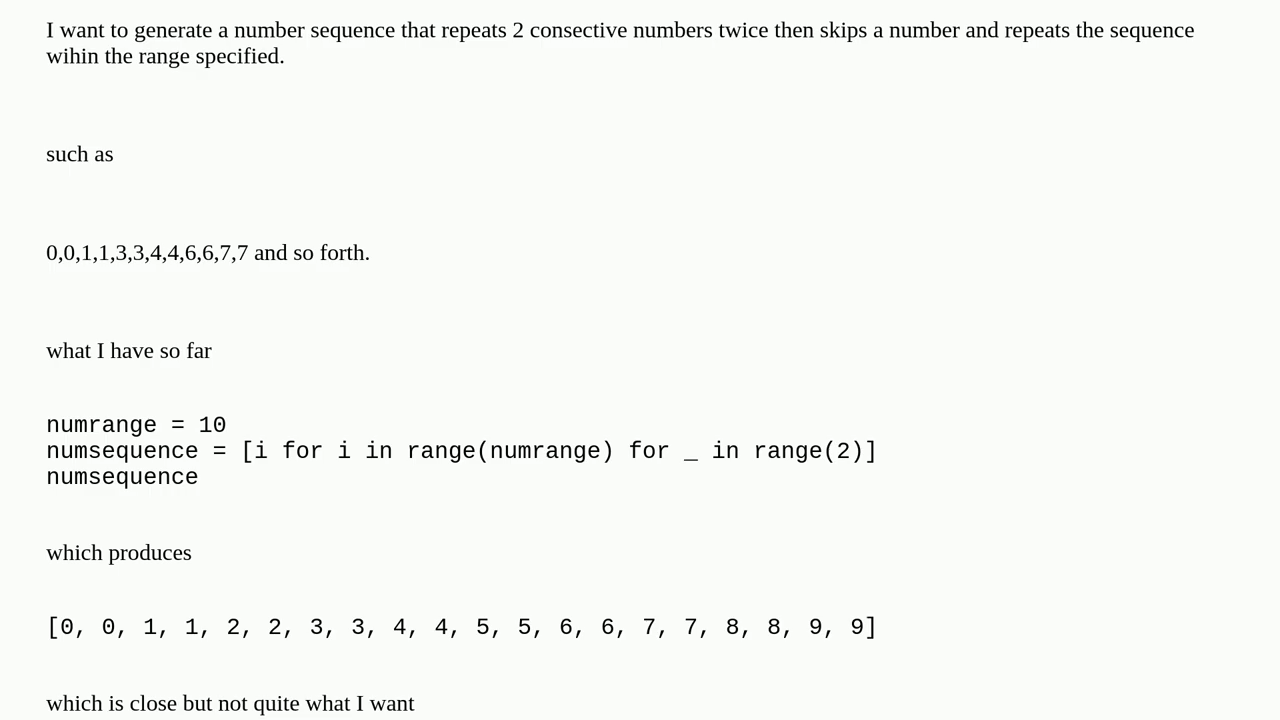 I want to generate a number sequence that repeats 2 consective numbers twice then skips a number and repeats the sequence
wihin the range specified.
such as
0,0,1,1,3,3,4,4,6,6,7,7 and so forth.
what I have so far
numrange = 10
numsequence = [i for i in range(numrange) for _ in range(2)]
numsequence
which produces
[0, 0, 1, 1, 2, 2, 3, 3, 4, 4, 5, 5, 6, 6, 7, 7, 8, 8, 9, 9]
which is close but not quite what I want